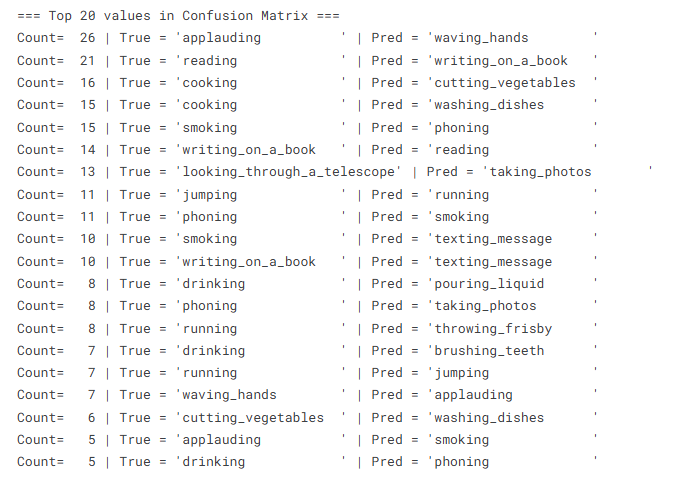 === Top 20 values in Confusion Matrix ===
Count=  26 | True = 'applauding          ' | Pred = 'waving_hands        '
Count=  21 | True = 'reading             ' | Pred = 'writing_on_a_book   '
Count=  16 | True = 'cooking             ' | Pred = 'cutting_vegetables  '
Count=  15 | True = 'cooking             ' | Pred = 'washing_dishes      '
Count=  15 | True = 'smoking             ' | Pred = 'phoning             '
Count=  14 | True = 'writing_on_a_book   ' | Pred = 'reading             '
Count=  13 | True = 'looking_through_a_telescope' | Pred = 'taking_photos       '
Count=  11 | True = 'jumping             ' | Pred = 'running             '
Count=  11 | True = 'phoning             ' | Pred = 'smoking             '
Count=  10 | True = 'smoking             ' | Pred = 'texting_message     '
Count=  10 | True = 'writing_on_a_book   ' | Pred = 'texting_message     '
Count=   8 | True = 'drinking            ' | Pred = 'pouring_liquid      '
Count=   8 | True = 'phoning             ' | Pred = 'taking_photos       '
Count=   8 | True = 'running             ' | Pred = 'throwing_frisby     '
Count=   7 | True = 'drinking            ' | Pred = 'brushing_teeth      '
Count=   7 | True = 'running             ' | Pred = 'jumping             '
Count=   7 | True = 'waving_hands        ' | Pred = 'applauding          '
Count=   6 | True = 'cutting_vegetables  ' | Pred = 'washing_dishes      '
Count=   5 | True = 'applauding          ' | Pred = 'smoking             '
Count=   5 | True = 'drinking            ' | Pred = 'phoning             '